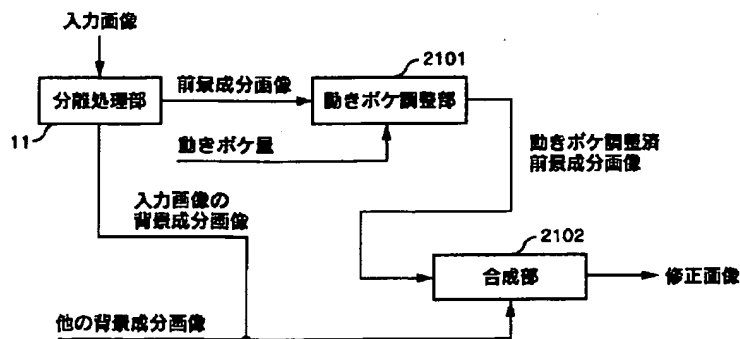 入力画像
分離処理部
11
前景成分画像
2101
動きボケ調整部
動きボケ量
動きボケ調整済
前景成分画像
入力画像の
背景成分画像
2102
合成部
修正画像
他の背景成分画像